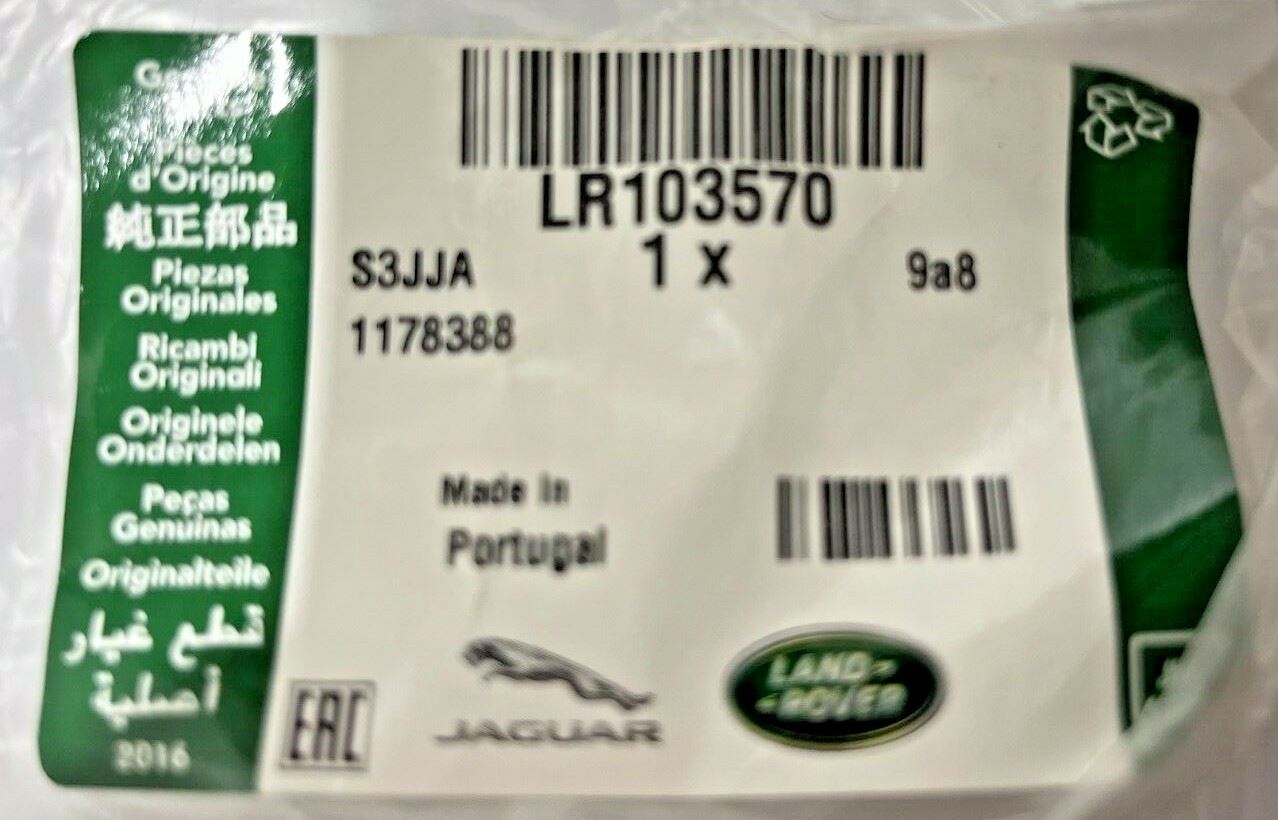 Pièces
d'Origine
純正部品
Piezas
Originales
Ricambi
Originali
Originele
Onderdelen
Peças
Genuínas
Originalteile
قطع غيار
أصلية
2016
LR103570
1 x
S3JJA
9a8
1178388
Made in
Portugal
EAC
JAGUAR
LAND-
-ROVER